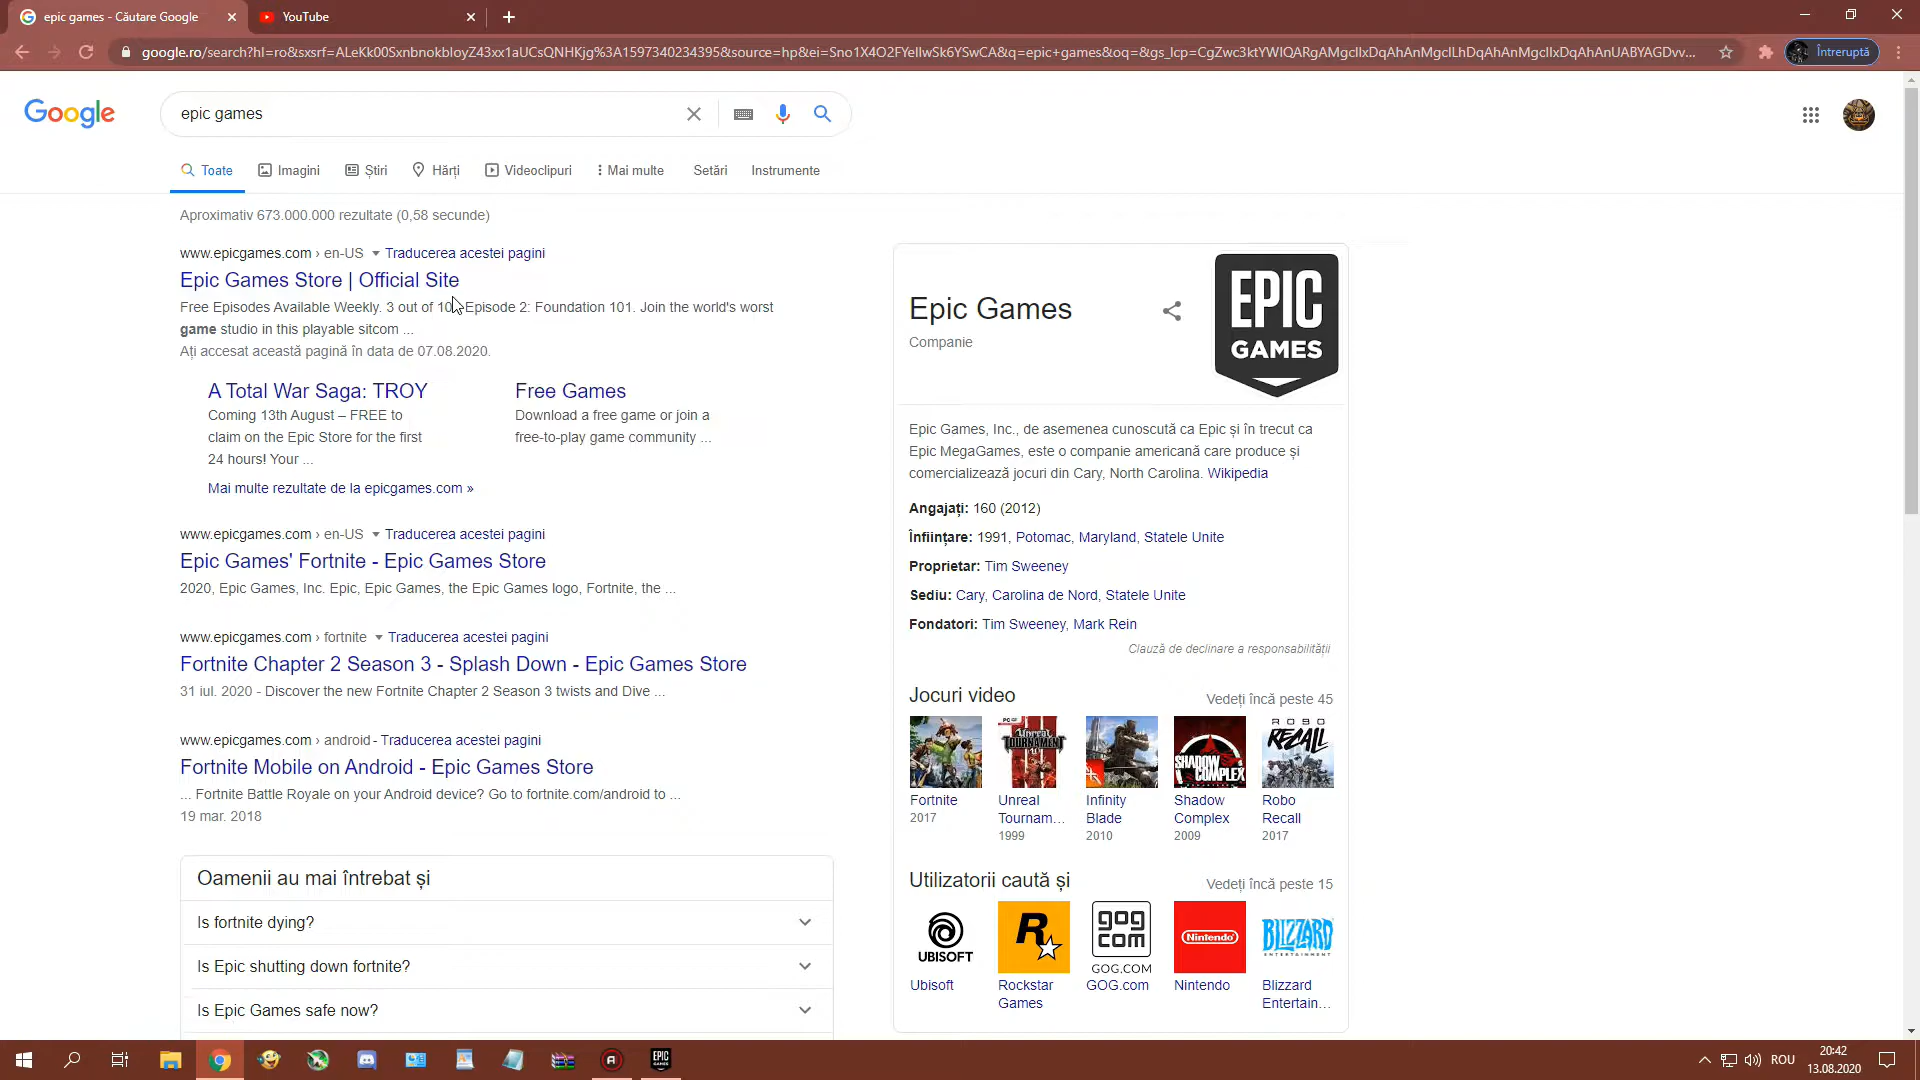 epic games - Căutare Google
YouTube
google.ro/search?hl=ro&sxsrf=ALeKk00SxnbnokbloyZ43xx1aUCsQNHKjg%3A1597340234395&source=hp&ei=Sno1X4O2FYeIlwSk6YSwCA&q=epic+games&oq=&gs_lcp=CgZwc3ktYWIQARgAMgcIIxDqAhAnMgcILhDqAhAnMgcIIxDqAhAnUABYAGDvv...
Întreruptă
Google
epic games
Toate
Imagini
Știri
Hărți
Videoclipuri
Mai multe
Setări
Instrumente
Aproximativ 673.000.000 rezultate (0,58 secunde)
www.epicgames.com › en-US Traducerea acestei pagini
Epic Games Store | Official Site
Free Episodes Available Weekly. 3 out of 10. Episode 2: Foundation 101. Join the world's worst
game studio in this playable sitcom ...
Ați accesat această pagină în data de 07.08.2020.
A Total War Saga: TROY
Coming 13th August – FREE to
claim on the Epic Store for the first
24 hours! Your ...
Free Games
Download a free game or join a
free-to-play game community ...
Mai multe rezultate de la epicgames.com »
www.epicgames.com › en-US Traducerea acestei pagini
Epic Games' Fortnite - Epic Games Store
2020, Epic Games, Inc. Epic, Epic Games, the Epic Games logo, Fortnite, the ...
www.epicgames.com › fortnite Traducerea acestei pagini
Fortnite Chapter 2 Season 3 - Splash Down - Epic Games Store
31 iul. 2020 - Discover the new Fortnite Chapter 2 Season 3 twists and Dive ...
www.epicgames.com › android - Traducerea acestei pagini
Fortnite Mobile on Android - Epic Games Store
... Fortnite Battle Royale on your Android device? Go to fortnite.com/android to ...
19 mar. 2018
Oamenii au mai întrebat și
Is fortnite dying?
Is Epic shutting down fortnite?
Is Epic Games safe now?
Epic Games
Companie
EPIC
GAMES
Epic Games, Inc., de asemenea cunoscută ca Epic și în trecut ca
Epic MegaGames, este o companie americană care produce și
comercializează jocuri din Cary, North Carolina. Wikipedia
Angajați: 160 (2012)
Înființare: 1991, Potomac, Maryland, Statele Unite
Proprietar: Tim Sweeney
Sediu: Cary, Carolina de Nord, Statele Unite
Fondatori: Tim Sweeney, Mark Rein
Clauză de declinare a responsabilității
Jocuri video
Vedeți încă peste 45
Unreal
TOURNAMENT
SHADOW
COMPLEX
ROBO
RECALL
Fortnite
2017
Unreal
Tournam...
1999
Infinity
Blade
2010
Shadow
Complex
2009
Robo
Recall
2017
Utilizatorii caută și
Vedeți încă peste 15
UBISOFT
R
gog
com
GOG.COM
Nintendo
BLIZZARD
ENTERTAINMENT
Ubisoft
Rockstar
Games
GOG.com
Nintendo
Blizzard
Entertain...
EPIC
GAMES
ROU
20:42
13.08.2020